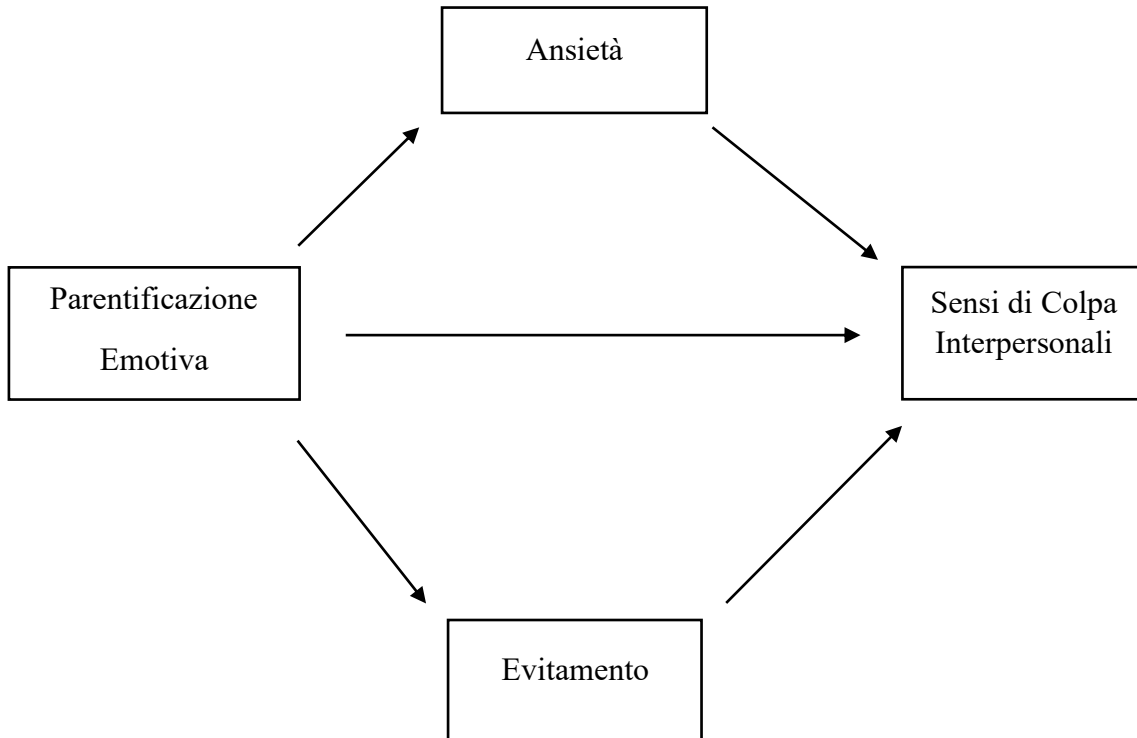 Ansietà
Parentificazione
Emotiva
Sensi di Colpa
Interpersonali
Evitamento